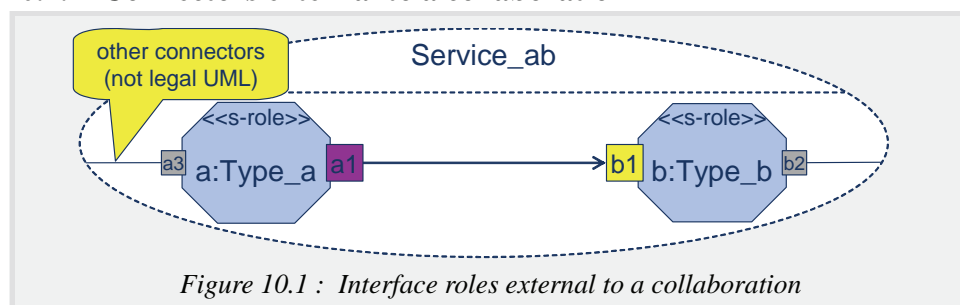 other connectors
(not legal UML)
Service_ab
<<s-role>>
<<s-role>>
a3
a:Type_a
a1
b1
b:Type_b
b2
Figure 10.1 : Interface roles external to a collaboration